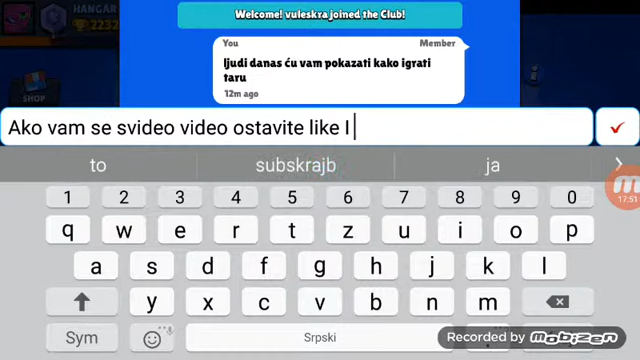 HANGAR
2232
Welcome! vuleskra joined the Club!
You
Member
ljudi danas ću vam pokazati kako igrati
taru
12m ago
SHOP
Ako vam se svideo video ostavite like I
to
subskrajb
ja
17:51
1 2 3 4 5 6 7 8 9 0
q w e r t z u i o p
a s d f g h j k l
y x c v b n m
Sym
Srpski
Recorded by Mobizen